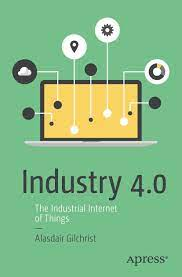 Industry 4.0
The Industrial Internet
of Things
Alasdair Gilchrist
Apress®